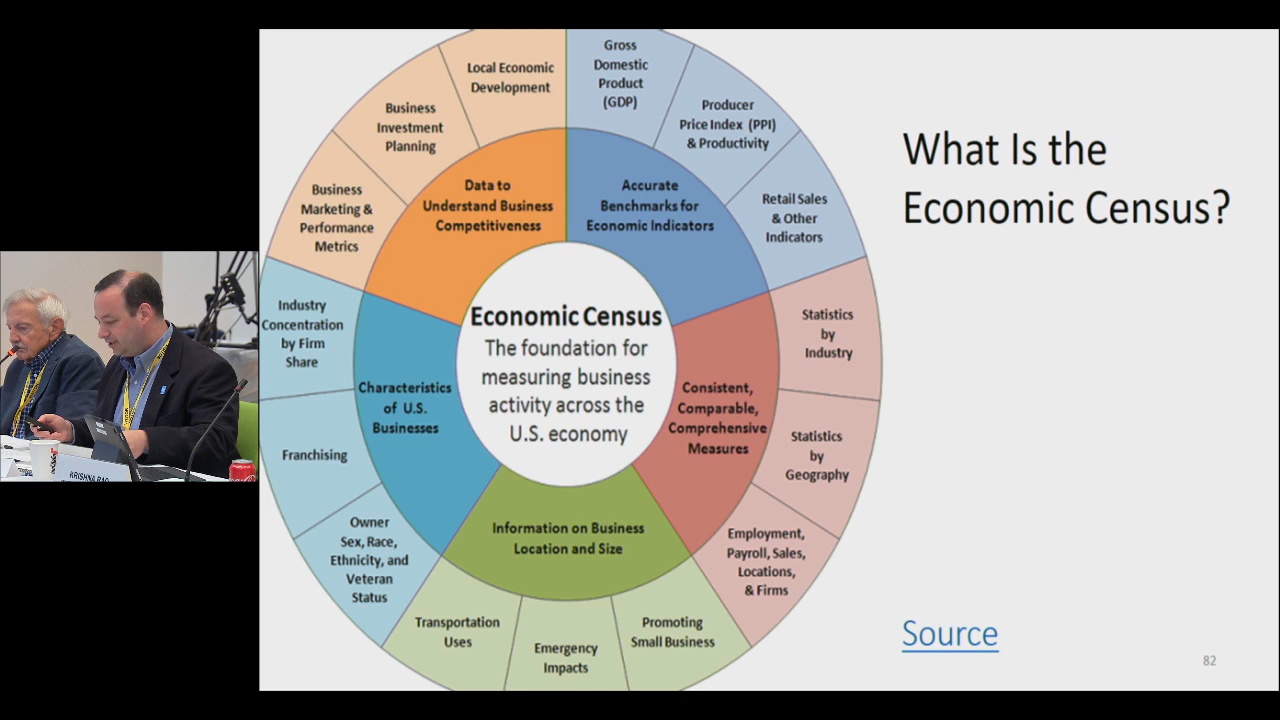 What Is the
Economic Census?
Economic Census
The foundation for
measuring business
activity across the
U.S. economy
Accurate
Benchmarks for
Economic Indicators
Gross
Domestic
Product
(GDP)
Producer
Price Index (PPI)
& Productivity
Retail Sales
& Other
Indicators
Consistent,
Comparable,
Comprehensive
Measures
Statistics
by
Industry
Statistics
by
Geography
Employment,
Payroll, Sales,
Locations,
& Firms
Information on Business
Location and Size
Promoting
Small Business
Emergency
Impacts
Transportation
Uses
Characteristics
of U.S.
Businesses
Owner
Sex, Race,
Ethnicity, and
Veteran
Status
Franchising
Industry
Concentration
by Firm
Share
Data to
Understand Business
Competitiveness
Business
Marketing &
Performance
Metrics
Business
Investment
Planning
Local Economic
Development
Source
82
KRISHNA